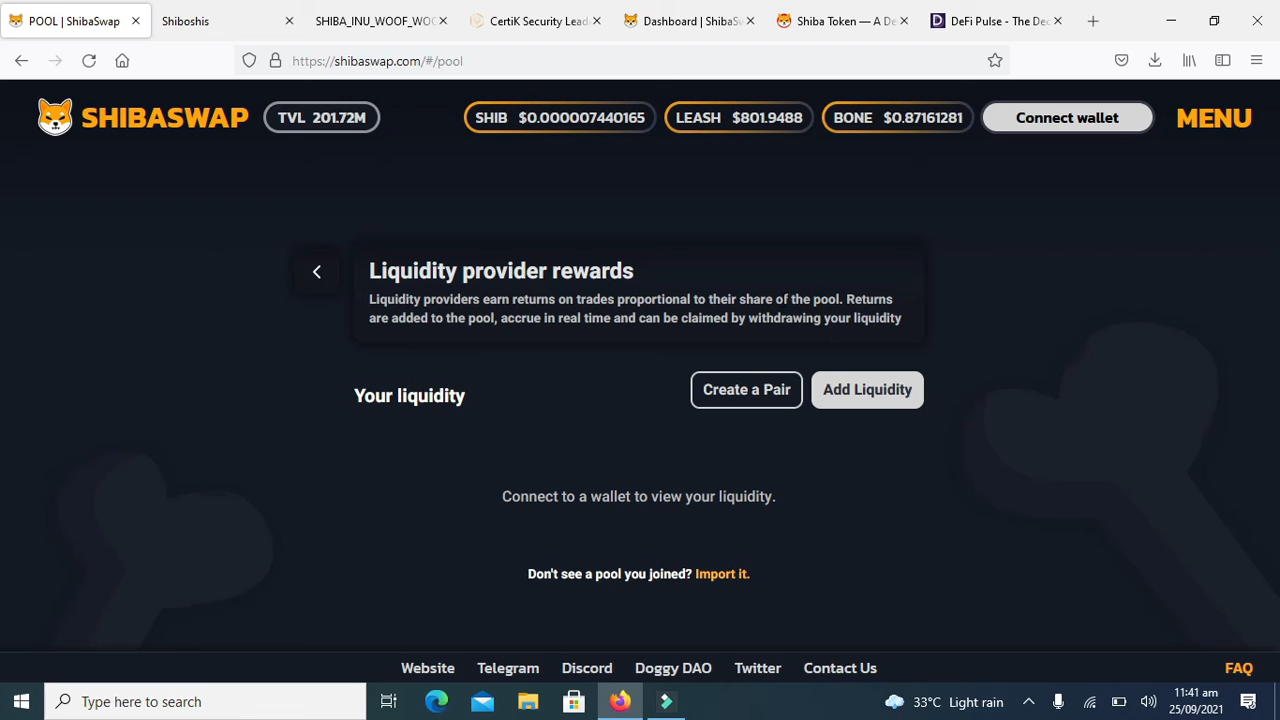 POOL | ShibaSwap
Shiboshis
SHIBA_INU_WOOF_WOO
CertiK Security Lead
Dashboard | ShibaSw
Shiba Token — A De
DeFi Pulse - The Dec
https://shibaswap.com/#/pool
SHIBASWAP
TVL 201.72M
SHIB $0.000007440165
LEASH $801.9488
BONE $0.87161281
Connect wallet
MENU
Liquidity provider rewards
Liquidity providers earn returns on trades proportional to their share of the pool. Returns
are added to the pool, accrue in real time and can be claimed by withdrawing your liquidity
Your liquidity
Create a Pair
Add Liquidity
Connect to a wallet to view your liquidity.
Don't see a pool you joined? Import it.
Website
Telegram
Discord
Doggy DAO
Twitter
Contact Us
FAQ
Type here to search
33°C Light rain
11:41 am
25/09/2021